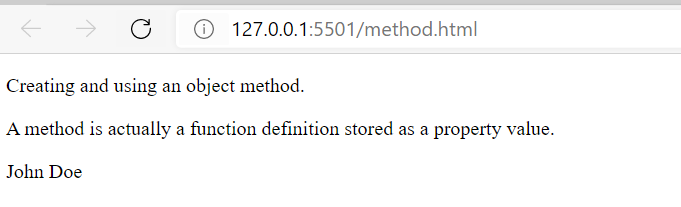 127.0.0.1:5501/method.html
Creating and using an object method.
A method is actually a function definition stored as a property value.
John Doe